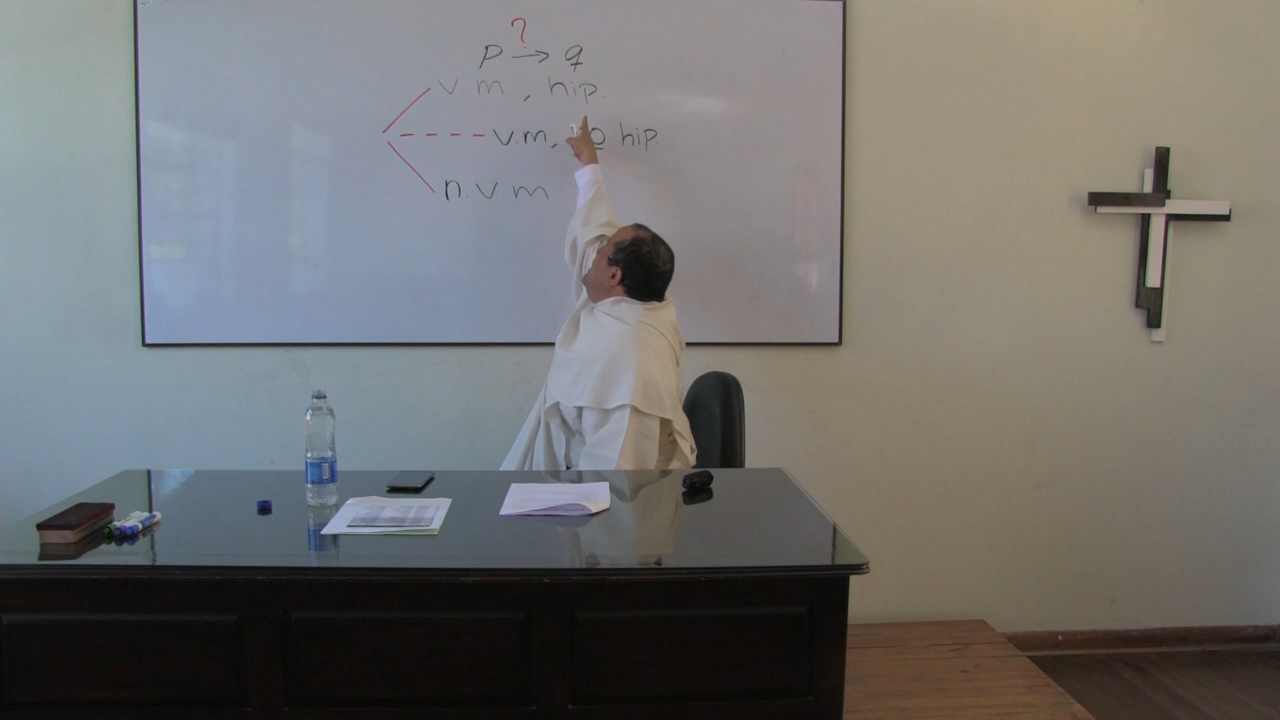 ?
p → q
v.m, hip.
v.m, no hip
n.v.m